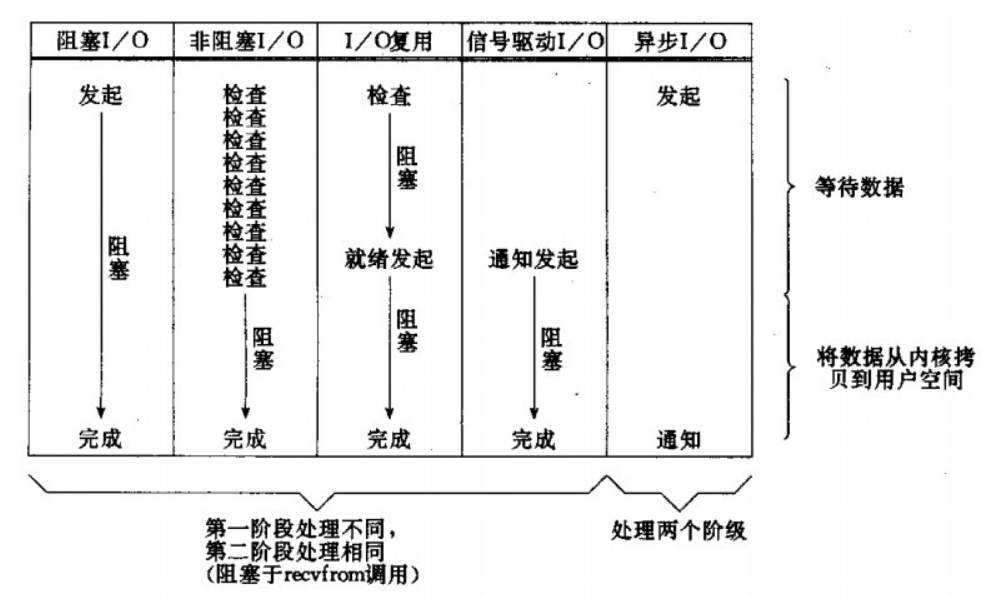 阻塞I／O 非阻塞I／O I／O复用 信号驱动I／O 异步I／O
发起 检查 检查 发起
检查
检查
检查
检查
检查
检查
检查
检查
阻塞
等待数据
阻塞
就绪发起 通知发起
阻塞
阻塞
阻塞
将数据从内核拷
贝到用户空间
完成 完成 完成 完成 通知
第一阶段处理不同，
第二阶段处理相同
(阻塞于recvfrom调用)
处理两个阶级